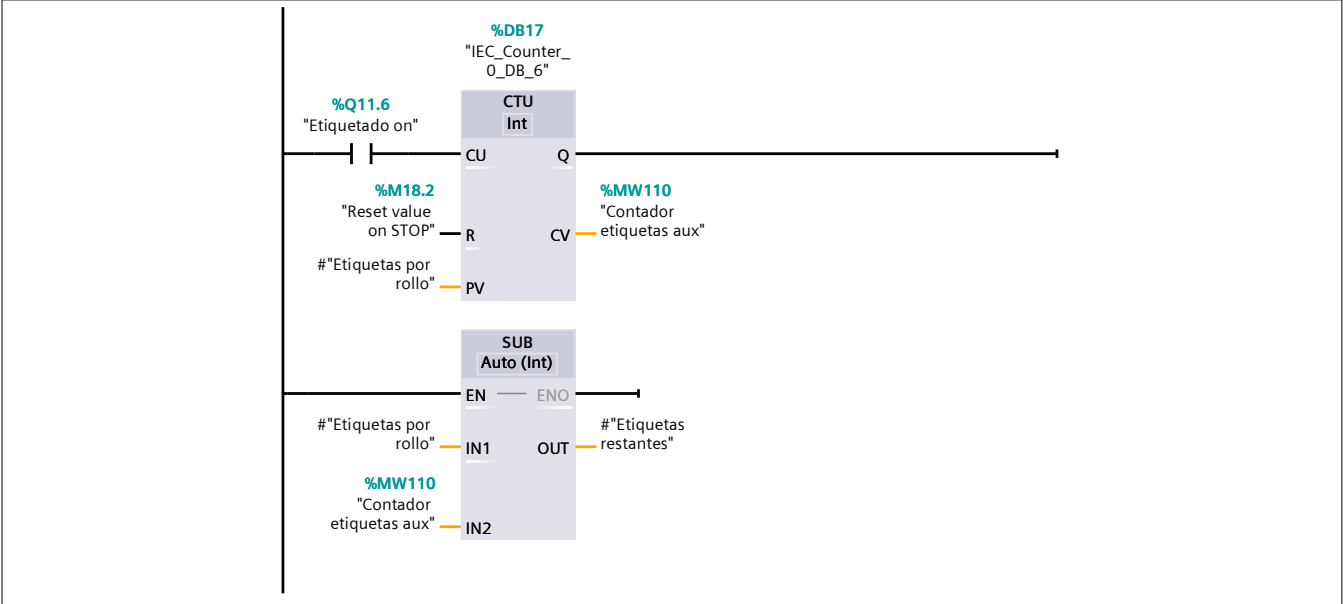 %DB17
"IEC_Counter_
0_DB_6"
%Q11.6
"Etiquetado on"
CTU
Int
CU
Q
%M18.2
"Reset value
on STOP"
R
%MW110
"Contador
etiquetas aux"
CV
#"Etiquetas por
rollo"
PV
SUB
Auto (Int)
EN
ENO
#"Etiquetas por
rollo"
IN1
OUT
#"Etiquetas
restantes"
%MW110
"Contador
etiquetas aux"
IN2